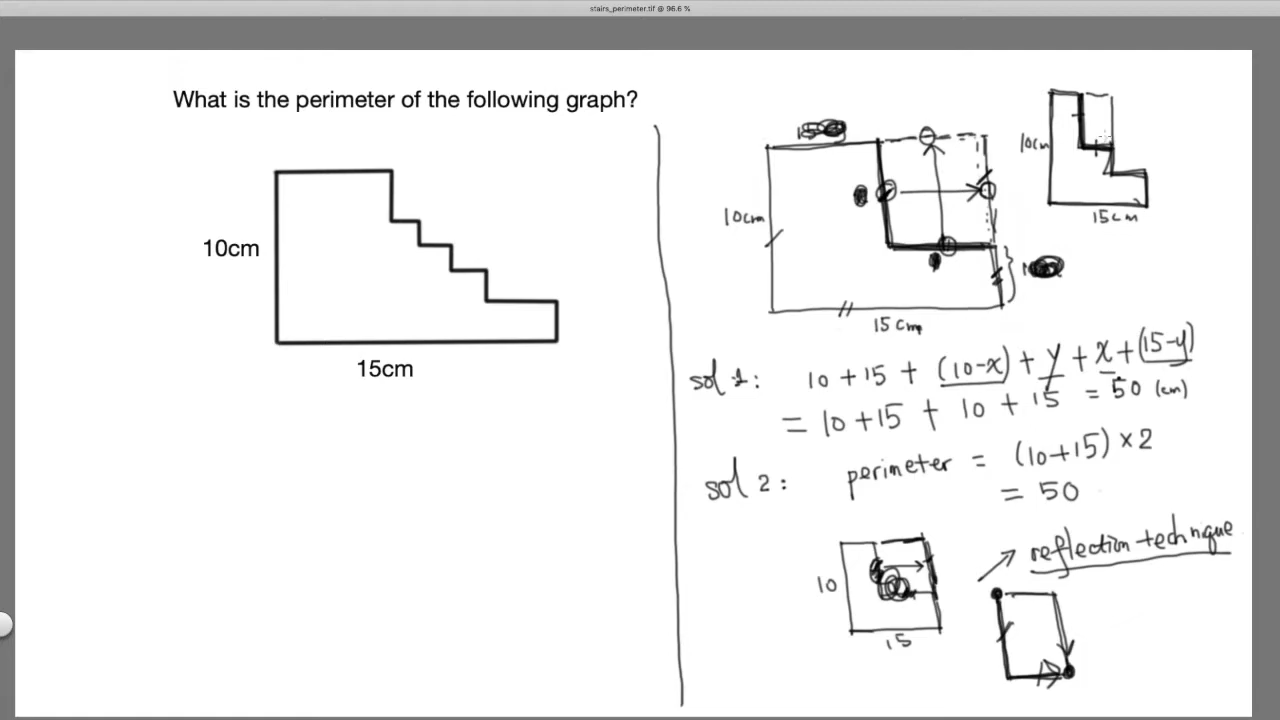 stairs_perimeter.tif @ 96.6 %
What is the perimeter of the following graph?
10cm
15cm
10cm
15cm
10cm
15cm
sol 1: 10 + 15 + (10-x) + y + x + (15-y)
= 10 + 15 + 10 + 15 = 50 (cm)
sol 2: perimeter = (10+15) × 2
= 50
reflection technique
10
15